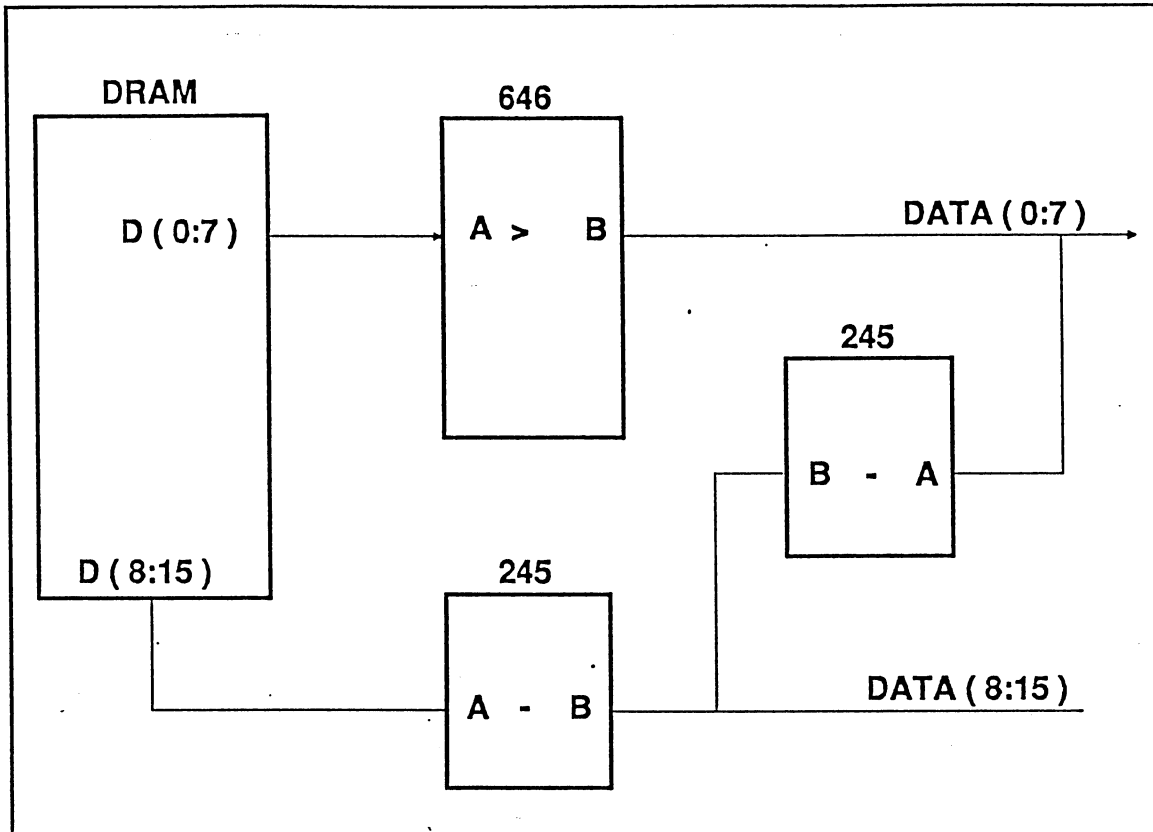 DRAM
646
D ( 0:7 )
A > B
DATA ( 0:7 )
245
B - A
D ( 8:15 )
245
A - B
DATA ( 8:15 )